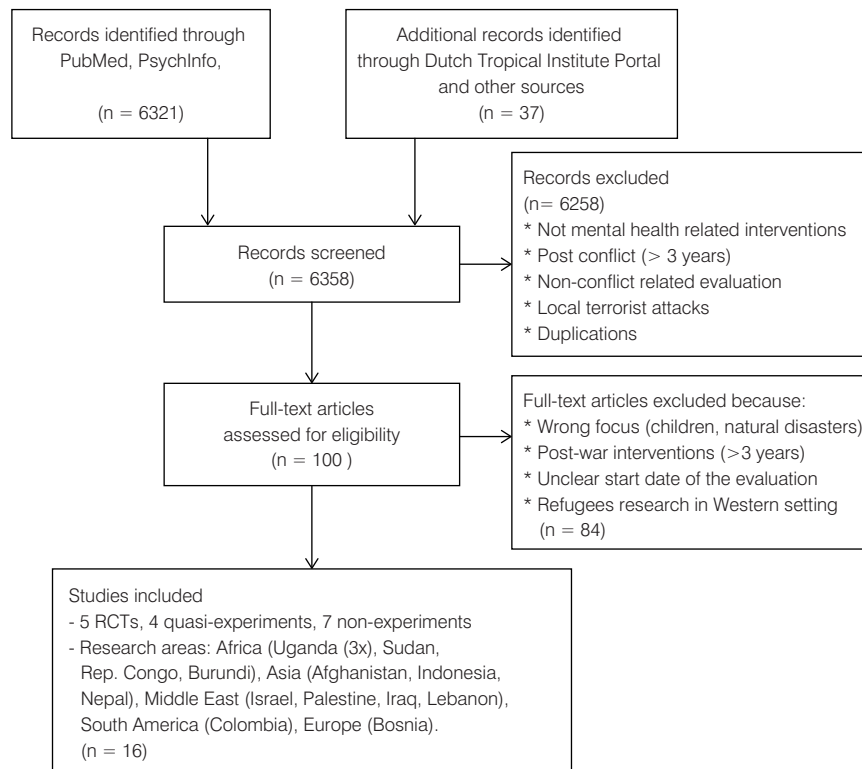 Records identified through
PubMed, PsychInfo,
(n = 6321)
Additional records identified
through Dutch Tropical Institute Portal
and other sources
(n = 37)
Records screened
(n = 6358)
Records excluded
(n= 6258)
* Not mental health related interventions
* Post conflict (> 3 years)
* Non-conflict related evaluation
* Local terrorist attacks
* Duplications
Full-text articles
assessed for eligibility
(n = 100 )
Full-text articles excluded because:
* Wrong focus (children, natural disasters)
* Post-war interventions (>3 years)
* Unclear start date of the evaluation
* Refugees research in Western setting
(n = 84)
Studies included
- 5 RCTs, 4 quasi-experiments, 7 non-experiments
- Research areas: Africa (Uganda (3x), Sudan,
Rep. Congo, Burundi), Asia (Afghanistan, Indonesia,
Nepal), Middle East (Israel, Palestine, Iraq, Lebanon),
South America (Colombia), Europe (Bosnia).
(n = 16)